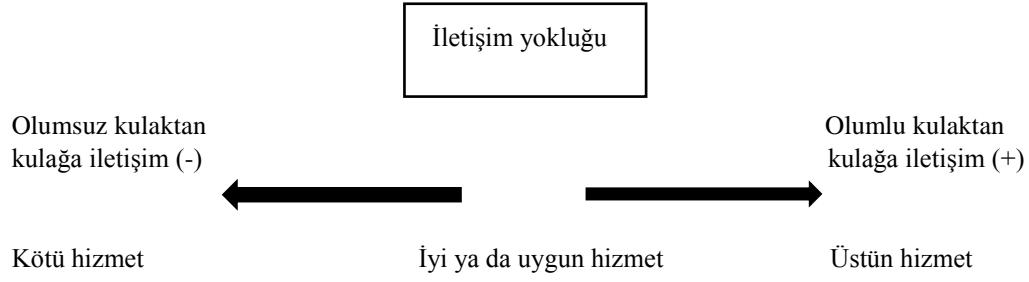 İletişim yokluğu
Olumsuz kulaktan
kulağa iletişim (-)
Olumlu kulaktan
kulağa iletişim (+)
Kötü hizmet
İyi ya da uygun hizmet
Üstün hizmet